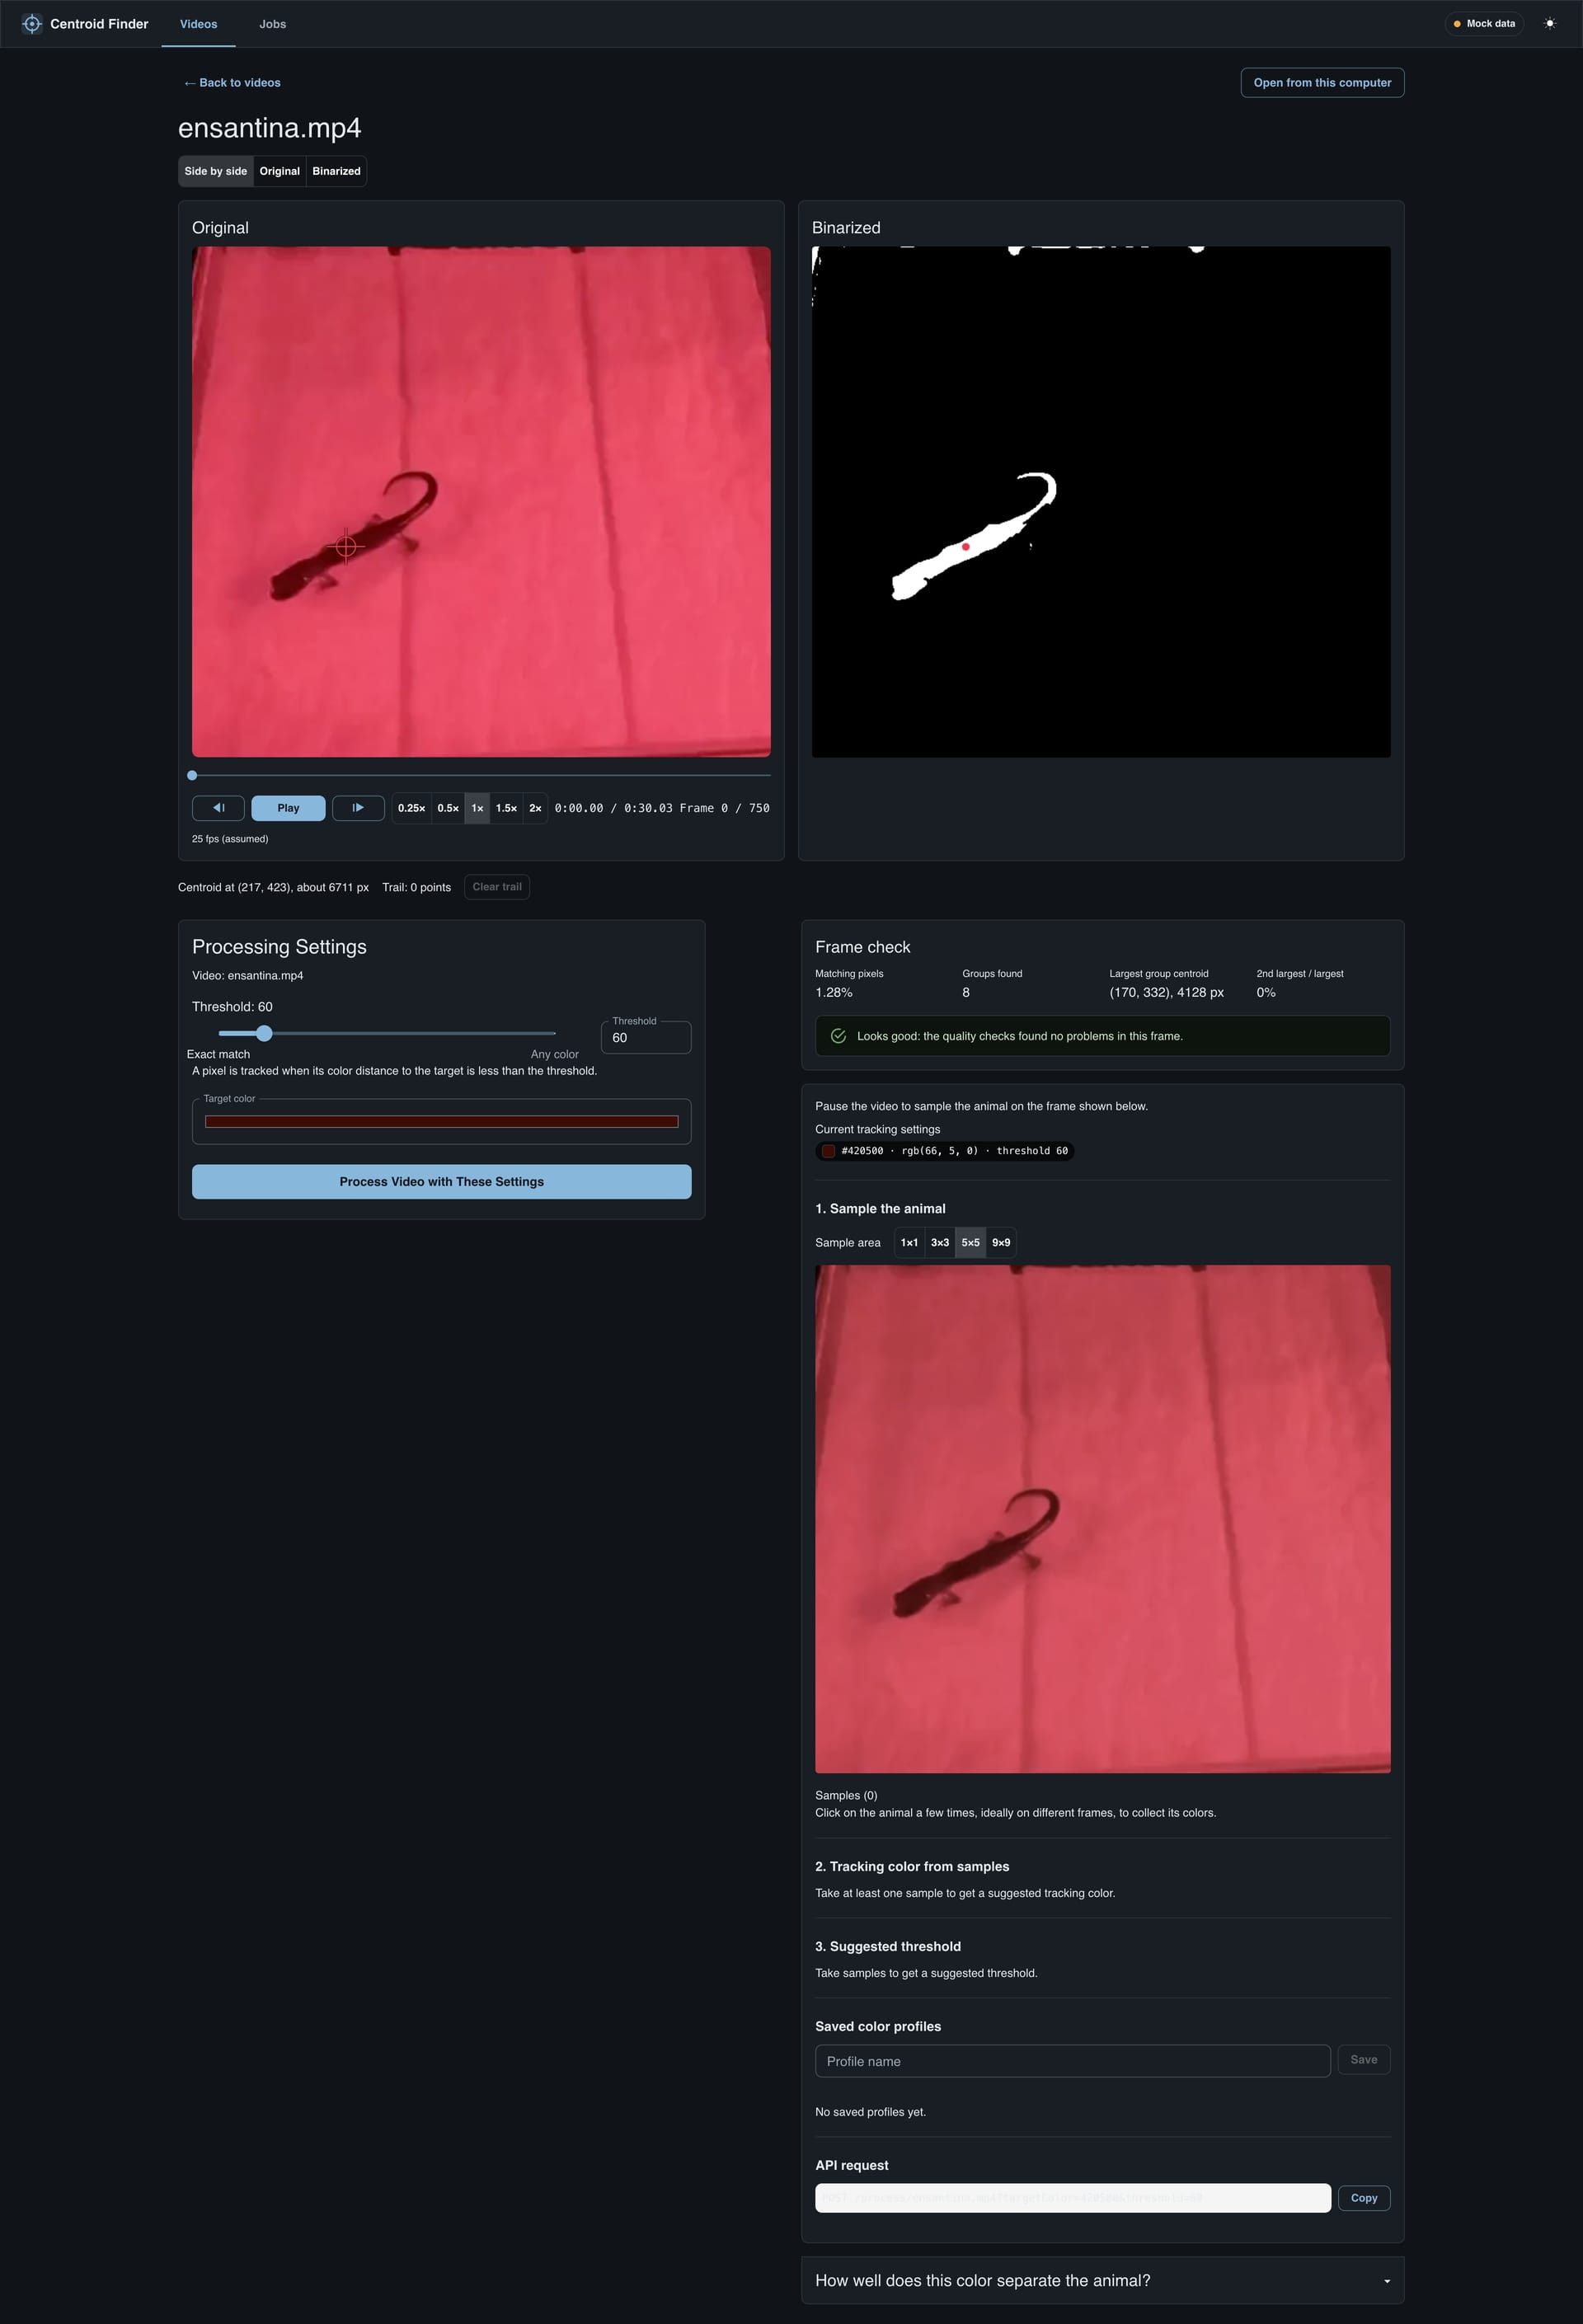 Centroid Finder
Videos
Jobs
Mock data
← Back to videos
Open from this computer
ensantina.mp4
Side by side
Original
Binarized
Original
Binarized
Play
0.25×
0.5×
1×
1.5×
2×
0:00.00 / 0:30.03 Frame 0 / 750
25 fps (assumed)
Centroid at (217, 423), about 6711 px
Trail: 0 points
Clear trail
Processing Settings
Video: ensantina.mp4
Threshold: 60
Threshold
60
Exact match
Any color
A pixel is tracked when its color distance to the target is less than the threshold.
Target color
Process Video with These Settings
Frame check
Matching pixels
Groups found
Largest group centroid
2nd largest / largest
1.28%
8
(170, 332), 4128 px
0%
Looks good: the quality checks found no problems in this frame.
Pause the video to sample the animal on the frame shown below.
Current tracking settings
#420500 · rgb(66, 5, 0) · threshold 60
1. Sample the animal
Sample area
1×1
3×3
5×5
9×9
Samples (0)
Click on the animal a few times, ideally on different frames, to collect its colors.
2. Tracking color from samples
Take at least one sample to get a suggested tracking color.
3. Suggested threshold
Take samples to get a suggested threshold.
Saved color profiles
Profile name
Save
No saved profiles yet.
API request
Copy
How well does this color separate the animal?